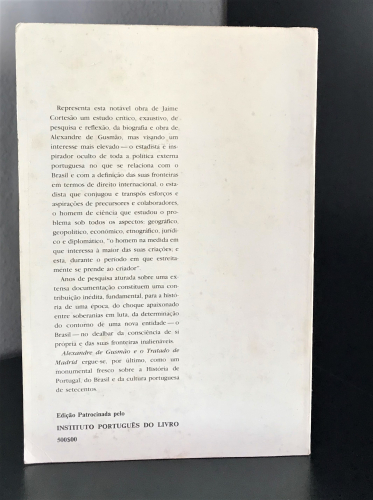 Representa esta notável obra de Jaime
Cortesão um estudo crítico, exaustivo, de
pesquisa e reflexão, da biografia e obra de
Alexandre de Gusmão, mas visando um
interesse mais elevado — o estadista e ins-
pirador oculto de toda a política externa
portuguesa no que se relaciona com o
Brasil e com a definição das suas fronteiras
em termos de direito internacional, o es-
dista que conjugou e transpôs esforços e
aspirações de precursores e colaboradores,
o homem de ciência que estudou o pro-
blema sob todos os aspectos: geográfico,
geopolítico, económico, etnográfico, jurídi-
co e diplomático, "o homem na medida em
que interessa à maior das suas criações; e
esta, durante o período em que estreita-
mente se prende ao criador".
Anos de pesquisa aturada sobre uma ex-
tensa documentação constituem uma con-
tribuição inédita, fundamental, para a histó-
ria de uma época, do choque apaixonado
entre soberanias em luta, da determinação
do contorno de uma nova entidade — o
Brasil — no dealbar da consciência de si
própria e das suas fronteiras inalienáveis.
Alexandre de Gusmão e o Tratado de
Madrid ergue-se, por último, como um
monumental fresco sobre a História de
Portugal, do Brasil e da cultura portuguesa
de setecentos.
Edição Patrocinada pelo
INSTITUTO PORTUGUÊS DO LIVRO
500$00